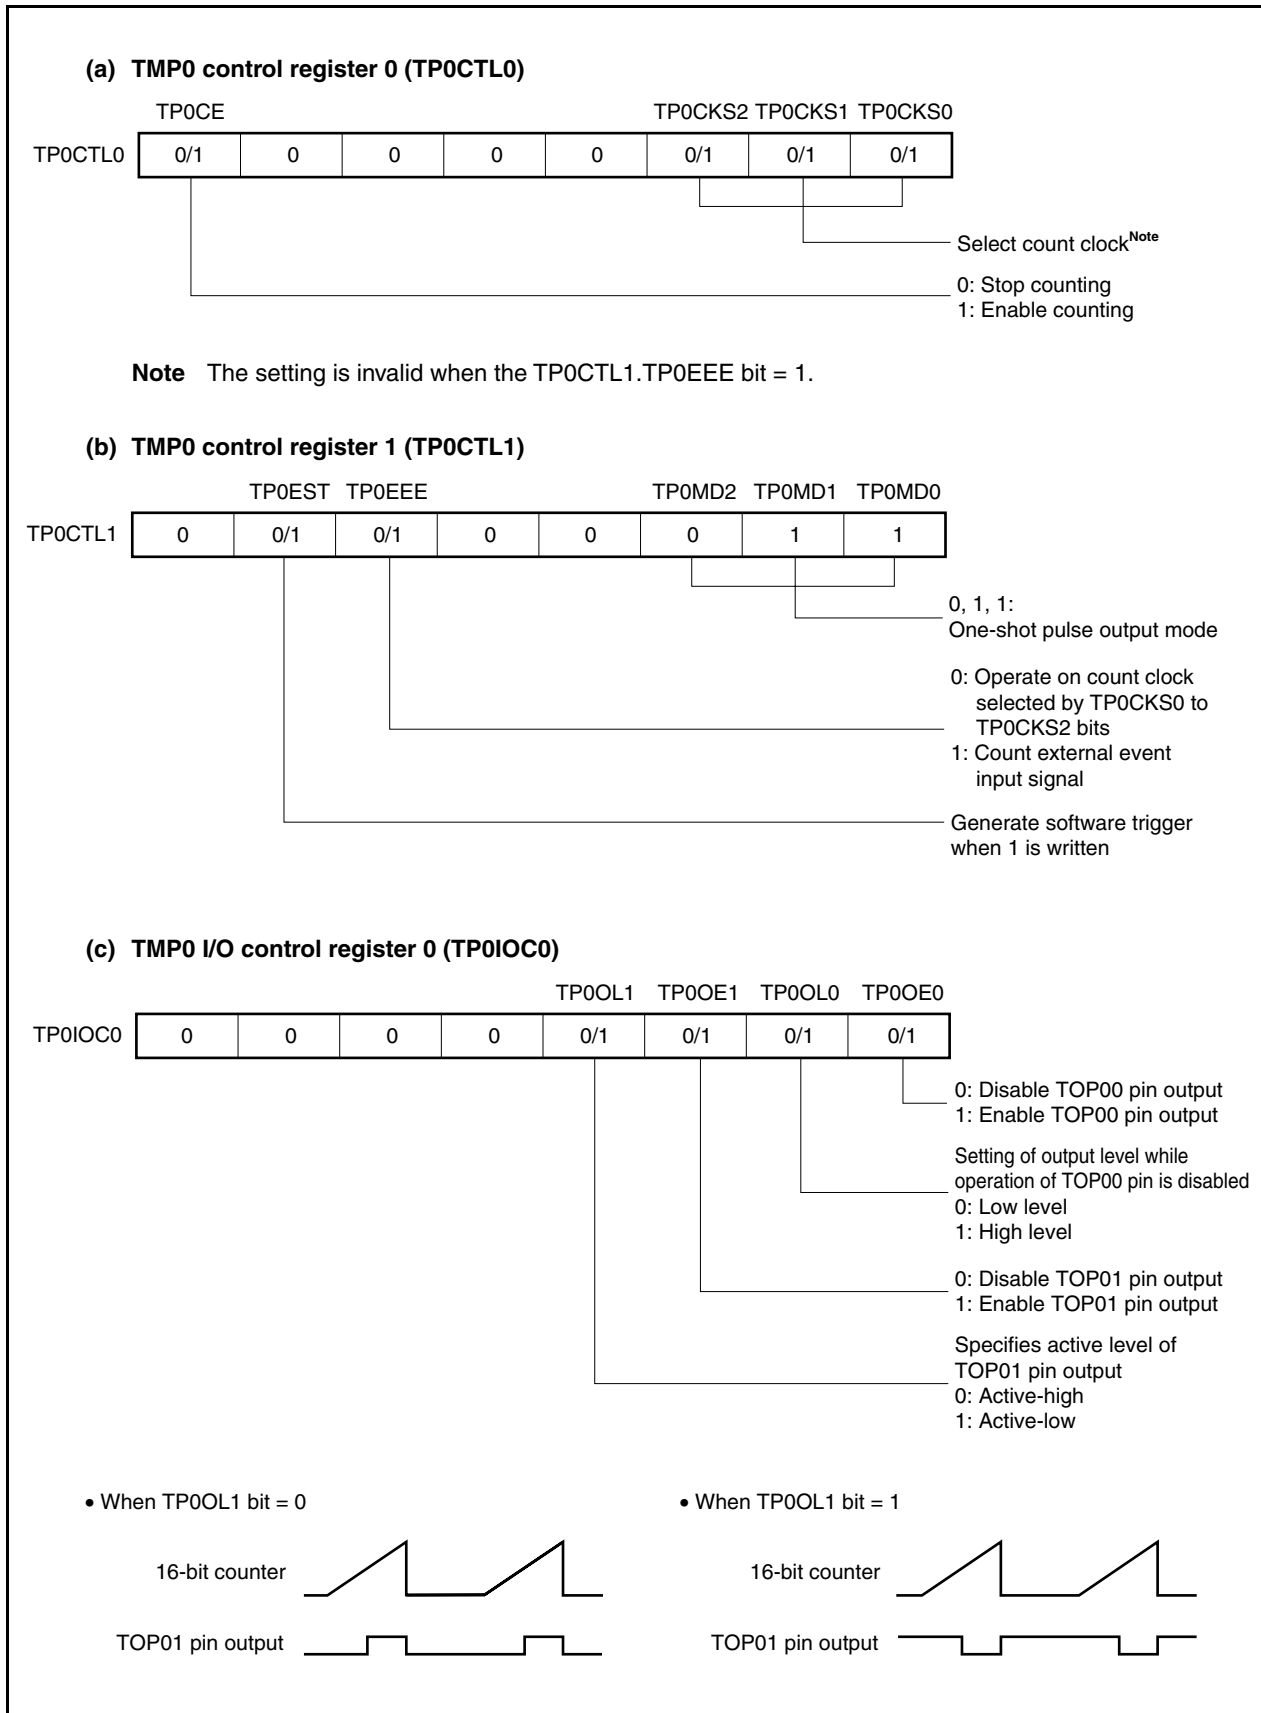 (a) TMP0 control register 0 (TP0CTL0)
TP0CE TP0CKS2 TP0CKS1 TP0CKS0
TP0CTL0 0/1 0 0 0 0 0/1 0/1 0/1
Select count clockNote
0: Stop counting
1: Enable counting
Note The setting is invalid when the TP0CTL1.TP0EEE bit = 1.
(b) TMP0 control register 1 (TP0CTL1)
TP0EST TP0EEE TP0MD2 TP0MD1 TP0MD0
TP0CTL1 0 0/1 0/1 0 0 0 1 1
0, 1, 1:
One-shot pulse output mode
0: Operate on count clock
selected by TP0CKS0 to
TP0CKS2 bits
1: Count external event
input signal
Generate software trigger
when 1 is written
(c) TMP0 I/O control register 0 (TP0IOC0)
TP0OL1 TP0OE1 TP0OL0 TP0OE0
TP0IOC0 0 0 0 0 0/1 0/1 0/1 0/1
0: Disable TOP00 pin output
1: Enable TOP00 pin output
Setting of output level while
operation of TOP00 pin is disabled
0: Low level
1: High level
0: Disable TOP01 pin output
1: Enable TOP01 pin output
Specifies active level of
TOP01 pin output
0: Active-high
1: Active-low
• When TP0OL1 bit = 0
16-bit counter
TOP01 pin output
• When TP0OL1 bit = 1
16-bit counter
TOP01 pin output